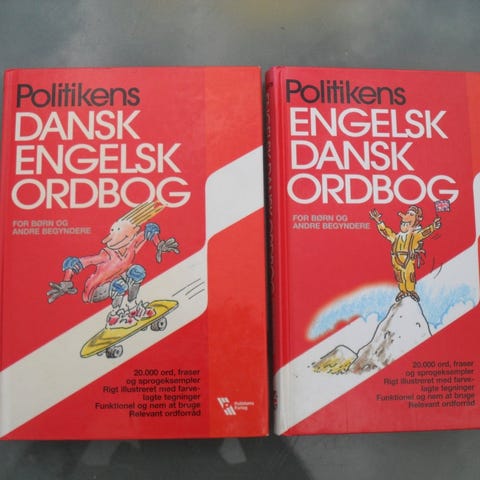 Politikens
DANSK
ENGELSK
ORDBOG
FOR BØRN OG
ANDRE BEGYNDERE
20.000 ord, fraser
og sprogeksempler
Rigt illustreret med farve-
lagte tegninger
Funktionel og nem at bruge
Relevant ordforråd
Politikens
Forlag
Politikens
ENGELSK
DANSK
ORDBOG
FOR BØRN OG
ANDRE BEGYNDERE
20.000 ord, fraser
og sprogeksempler
Rigt illustreret med farve-
lagte tegninger
Funktionel og nem at bruge
Relevant ordforråd